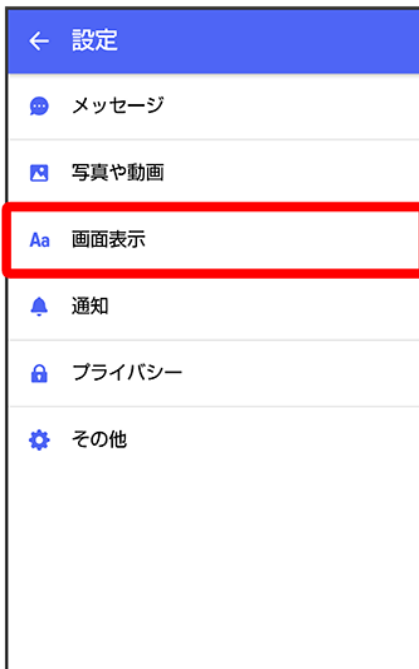 設定
メッセージ
写真や動画
Aa 画面表示
通知
プライバシー
その他